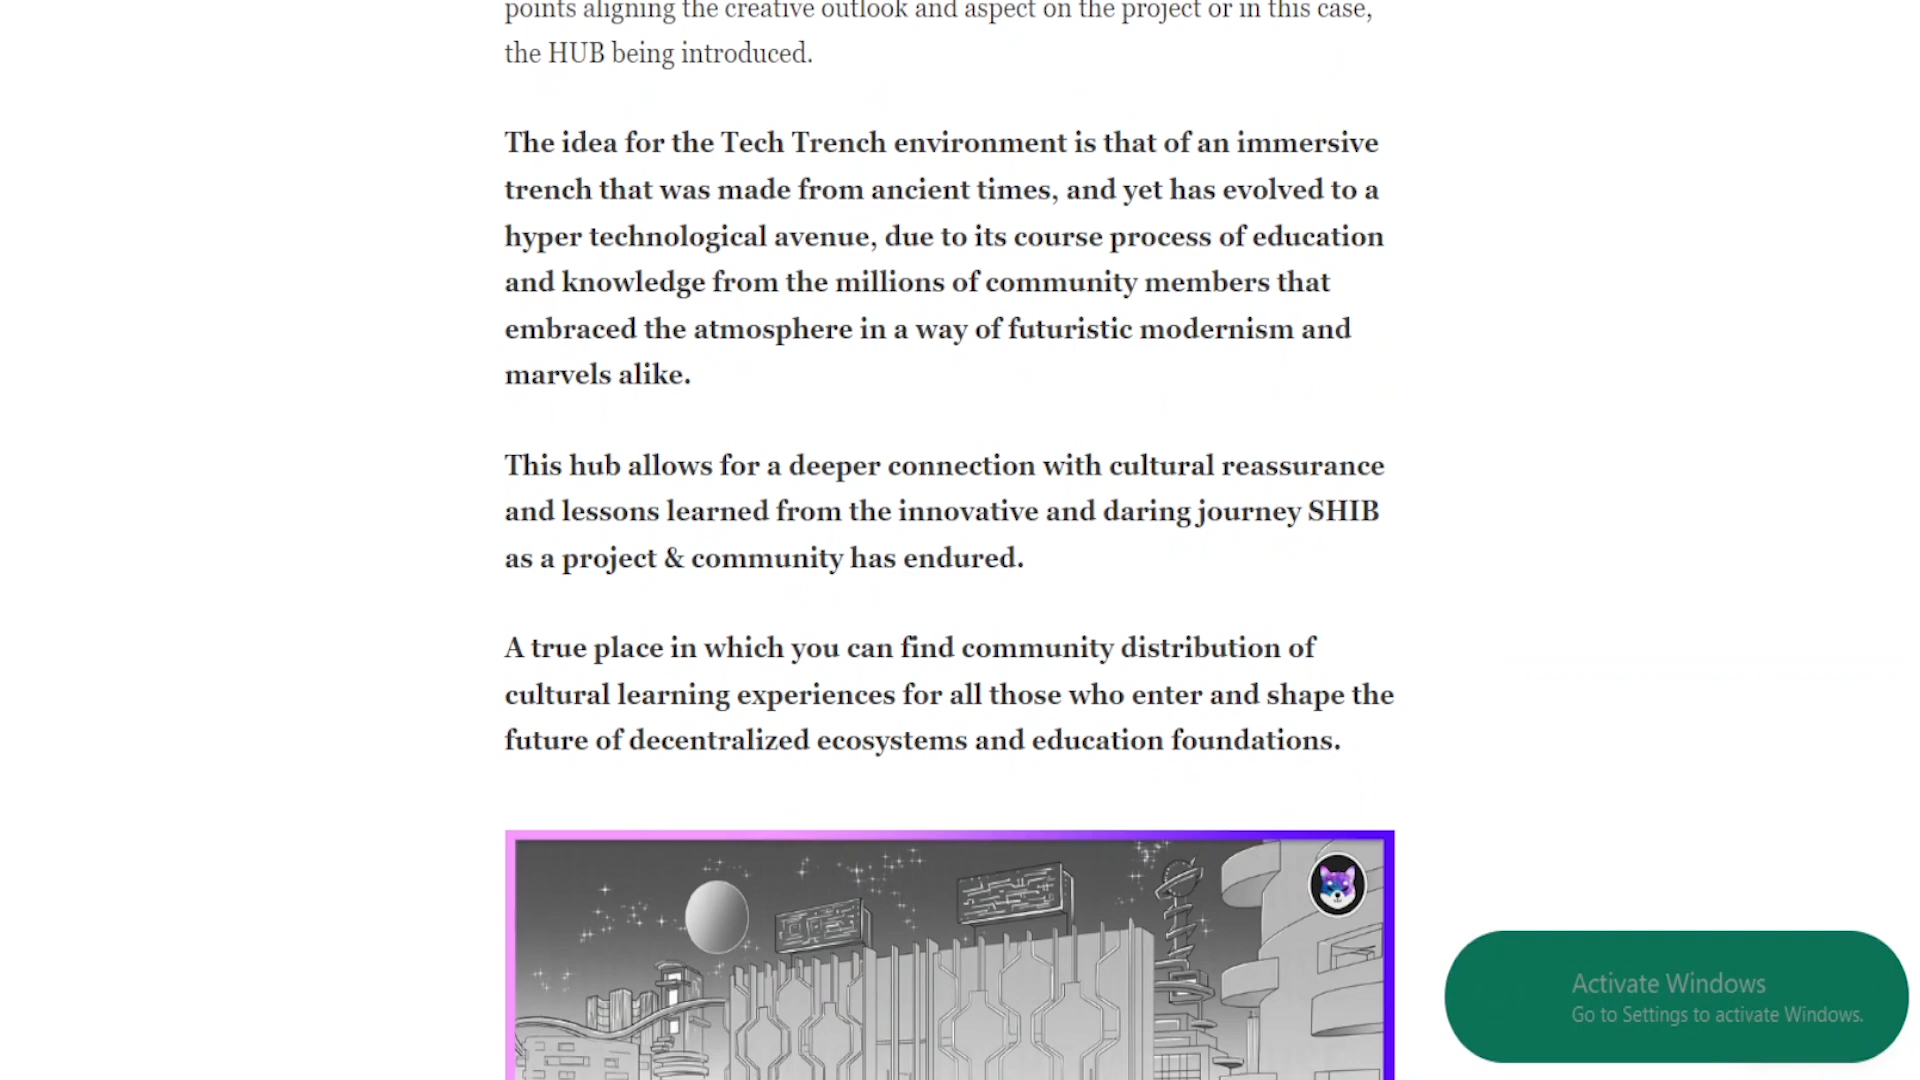 points aligning the creative outlook and aspect on the project or in this case,
the HUB being introduced.
The idea for the Tech Trench environment is that of an immersive
trench that was made from ancient times, and yet has evolved to a
hyper technological avenue, due to its course process of education
and knowledge from the millions of community members that
embraced the atmosphere in a way of futuristic modernism and
marvels alike.
This hub allows for a deeper connection with cultural reassurance
and lessons learned from the innovative and daring journey SHIB
as a project & community has endured.
A true place in which you can find community distribution of
cultural learning experiences for all those who enter and shape the
future of decentralized ecosystems and education foundations.
Activate Windows
Go to Settings to activate Windows.